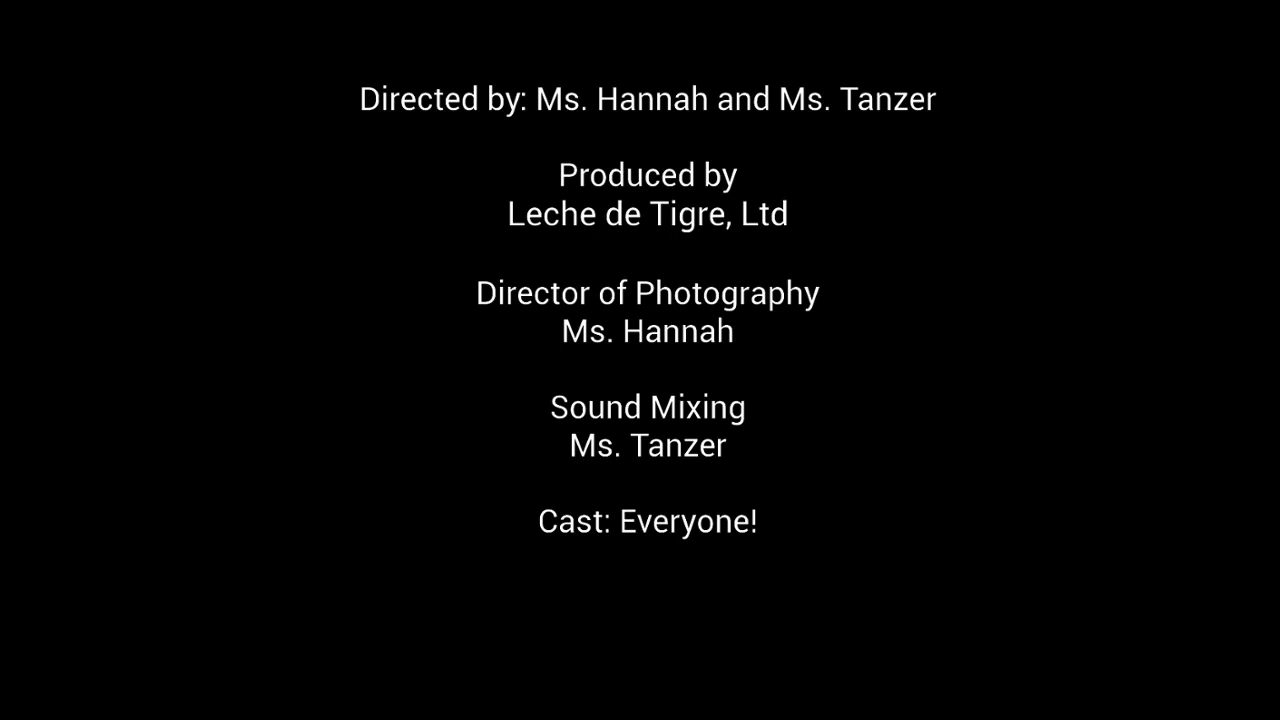 Directed by: Ms. Hannah and Ms. Tanzer
Produced by
Leche de Tigre, Ltd
Director of Photography
Ms. Hannah
Sound Mixing
Ms. Tanzer
Cast: Everyone!